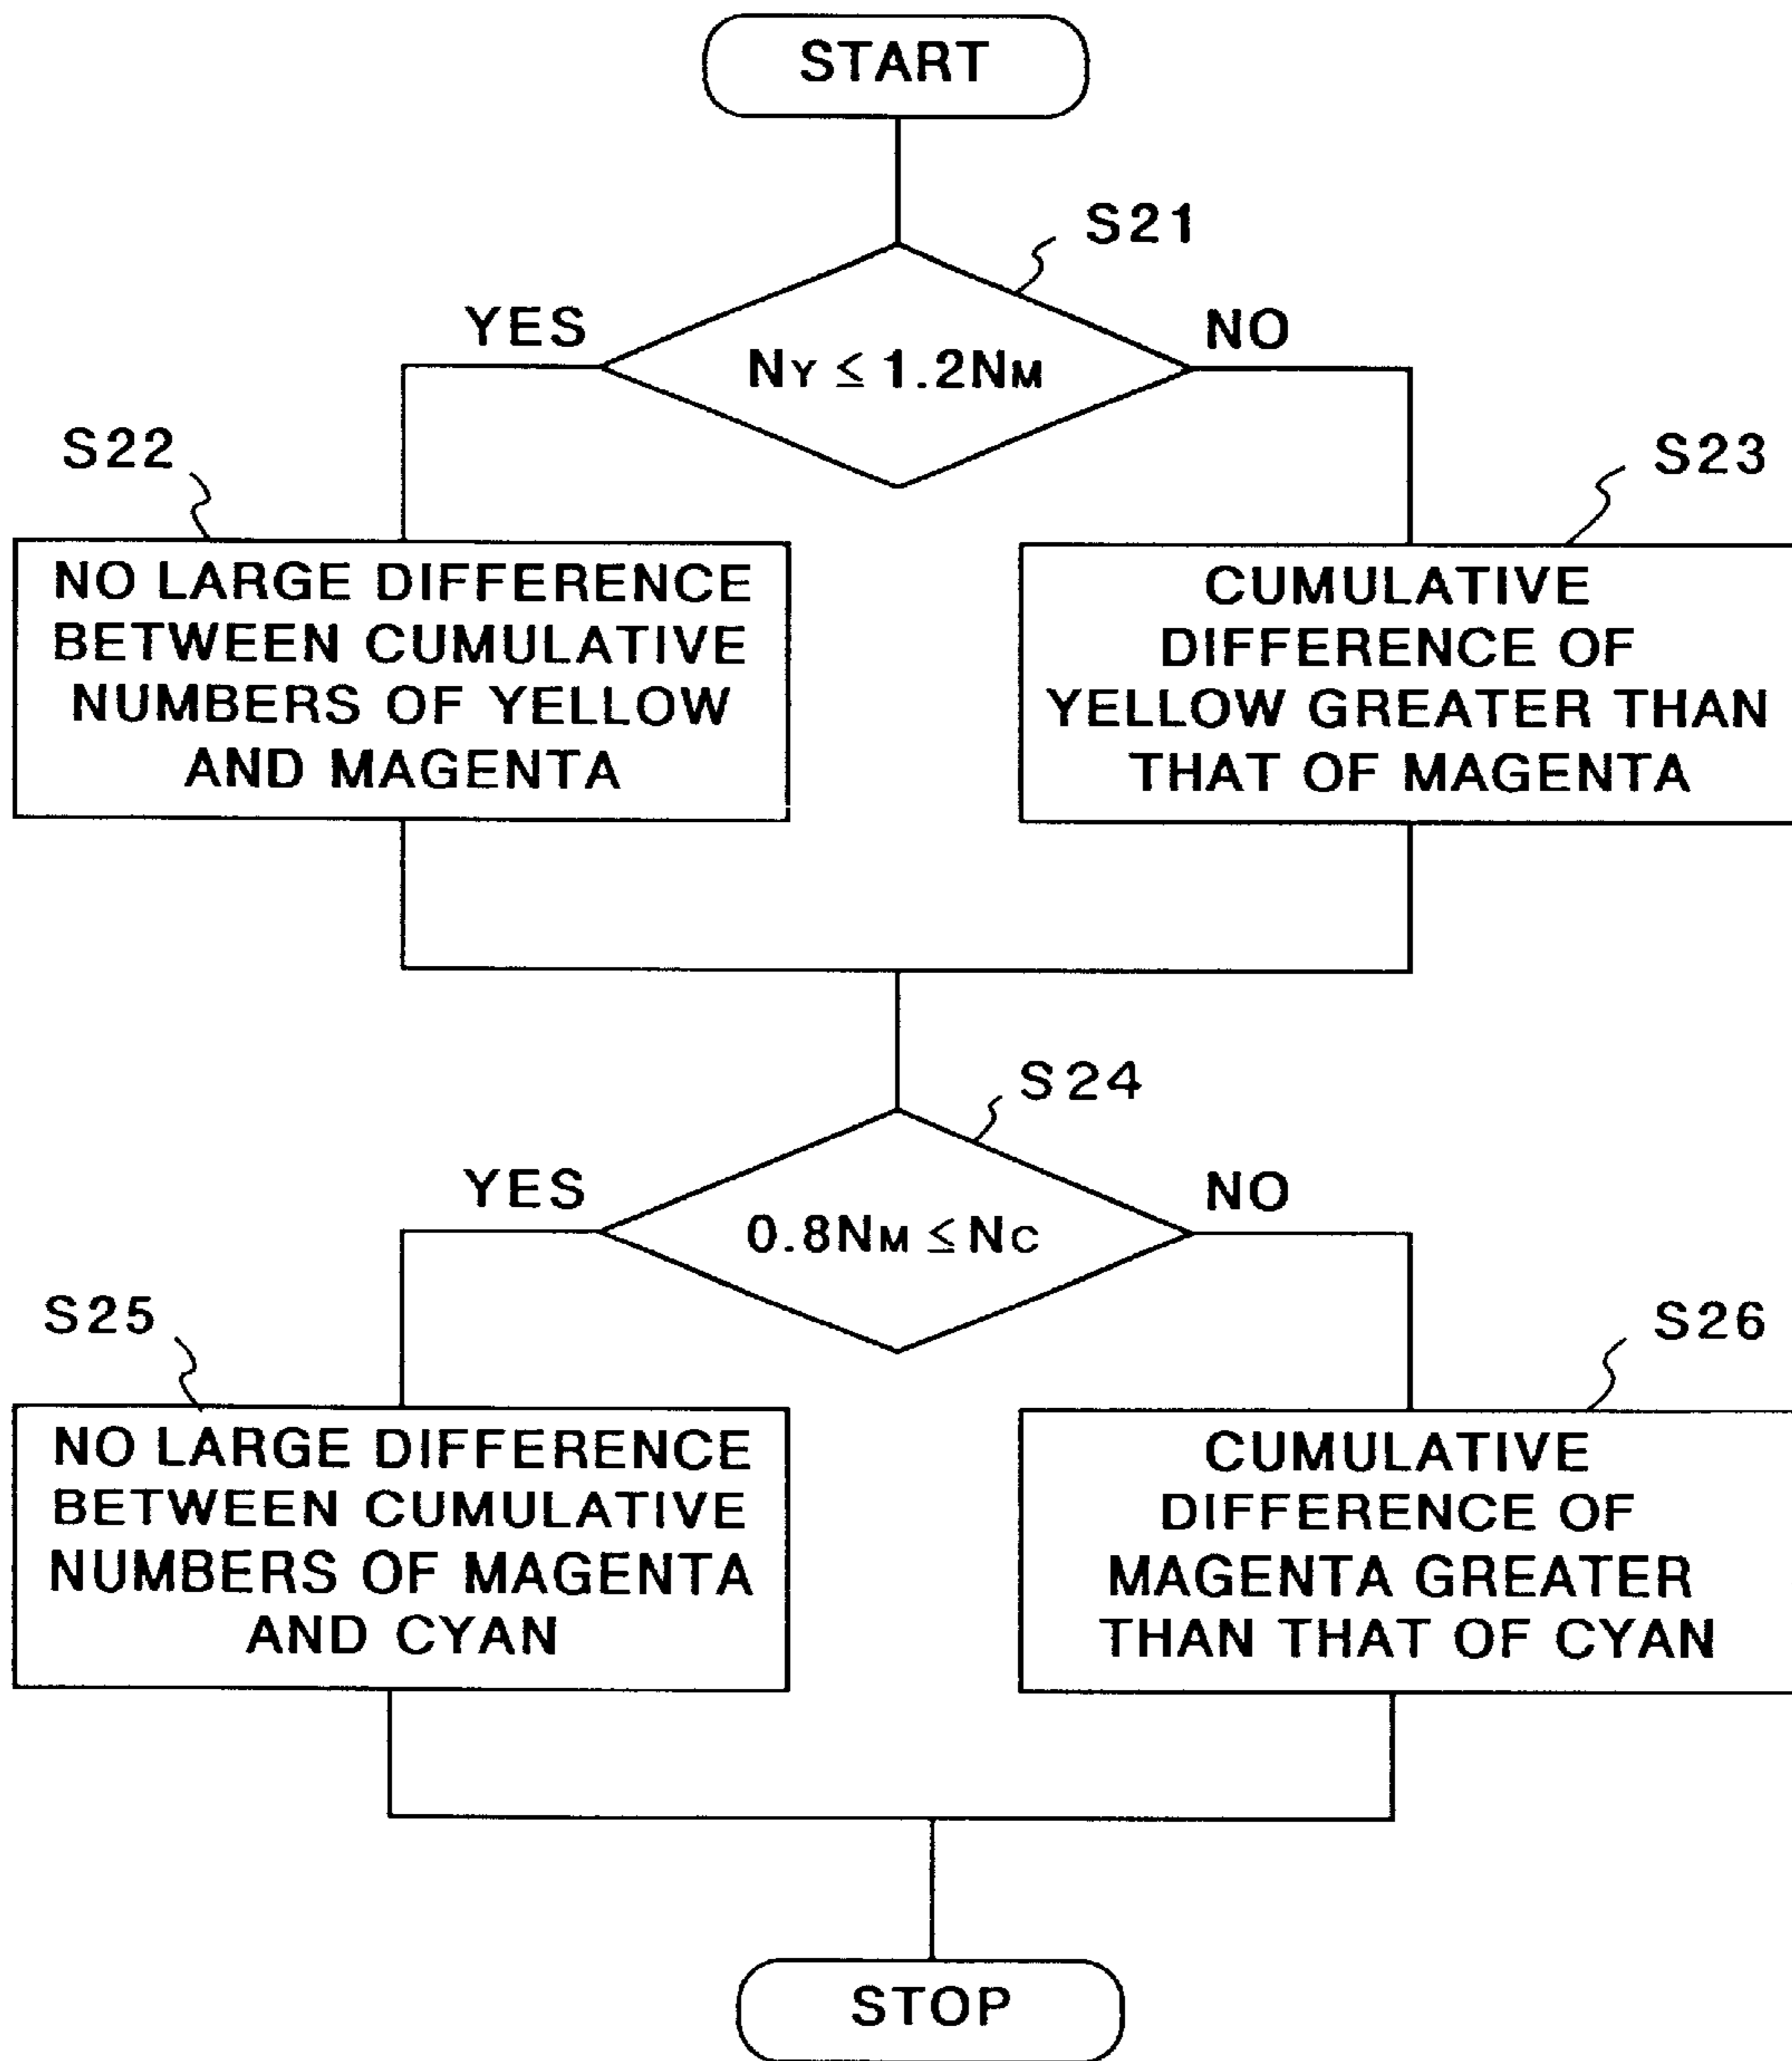 START
S21
YES
NO
NY ≤ 1.2NM
S22
S23
NO LARGE DIFFERENCE
BETWEEN CUMULATIVE
NUMBERS OF YELLOW
AND MAGENTA
CUMULATIVE
DIFFERENCE OF
YELLOW GREATER THAN
THAT OF MAGENTA
S24
YES
NO
0.8NM ≤ NC
S25
S26
NO LARGE DIFFERENCE
BETWEEN CUMULATIVE
NUMBERS OF MAGENTA
AND CYAN
CUMULATIVE
DIFFERENCE OF
MAGENTA GREATER
THAN THAT OF CYAN
STOP